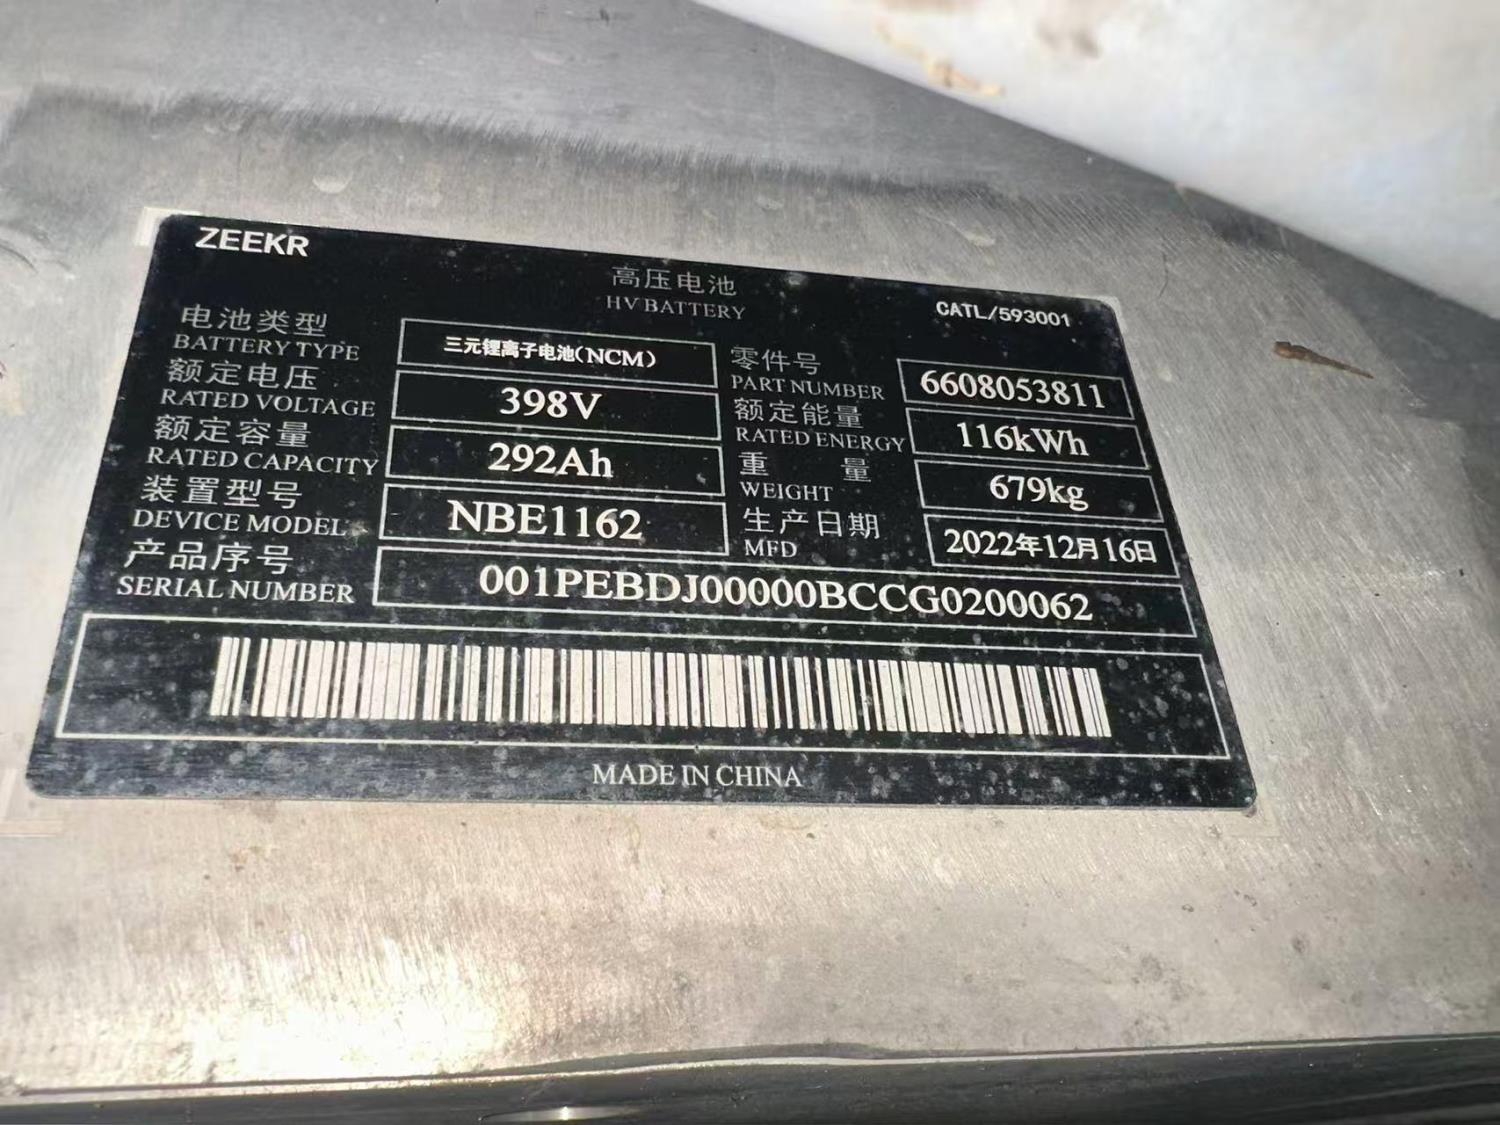 ZEEKR
高压电池
HV BATTERY
CATL/593001
电池类型
BATTERY TYPE
三元锂离子电池(NCM)
零件号
PART NUMBER
6608053811
额定电压
RATED VOLTAGE
398V
额定能量
RATED ENERGY
116kWh
额定容量
RATED CAPACITY
292Ah
重量
WEIGHT
679kg
装置型号
DEVICE MODEL
NBE1162
生产日期
MFD
2022年12月16日
产品序号
SERIAL NUMBER
001PEBDJ00000BCCG0200062
MADE IN CHINA